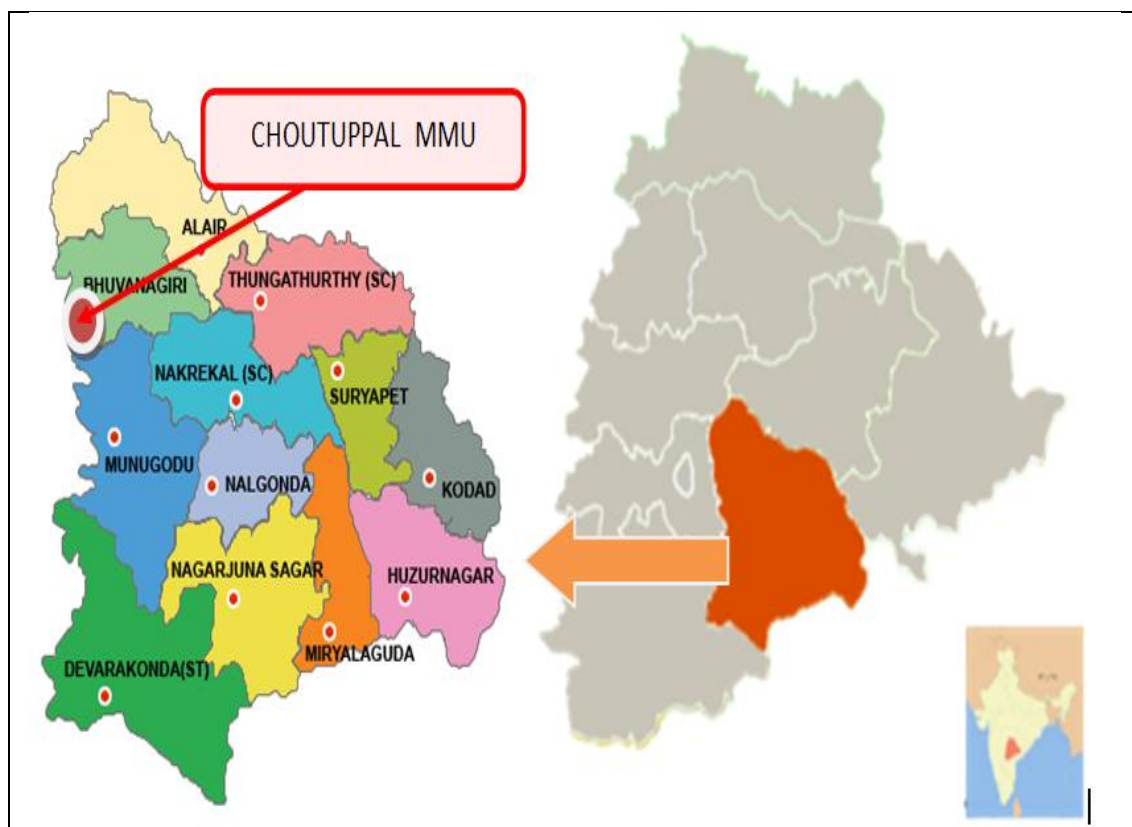 CHOUTUPPAL MMU
ALAIR
BHUVANAGIRI
THUNGATHURTHY (SC)
NAKREKAL (SC)
SURYAPET
MUNUGODU
NALGONDA
KODAD
NAGARJUNA SAGAR
HUZURNAGAR
MIRYALAGUDA
DEVARAKONDA(ST)